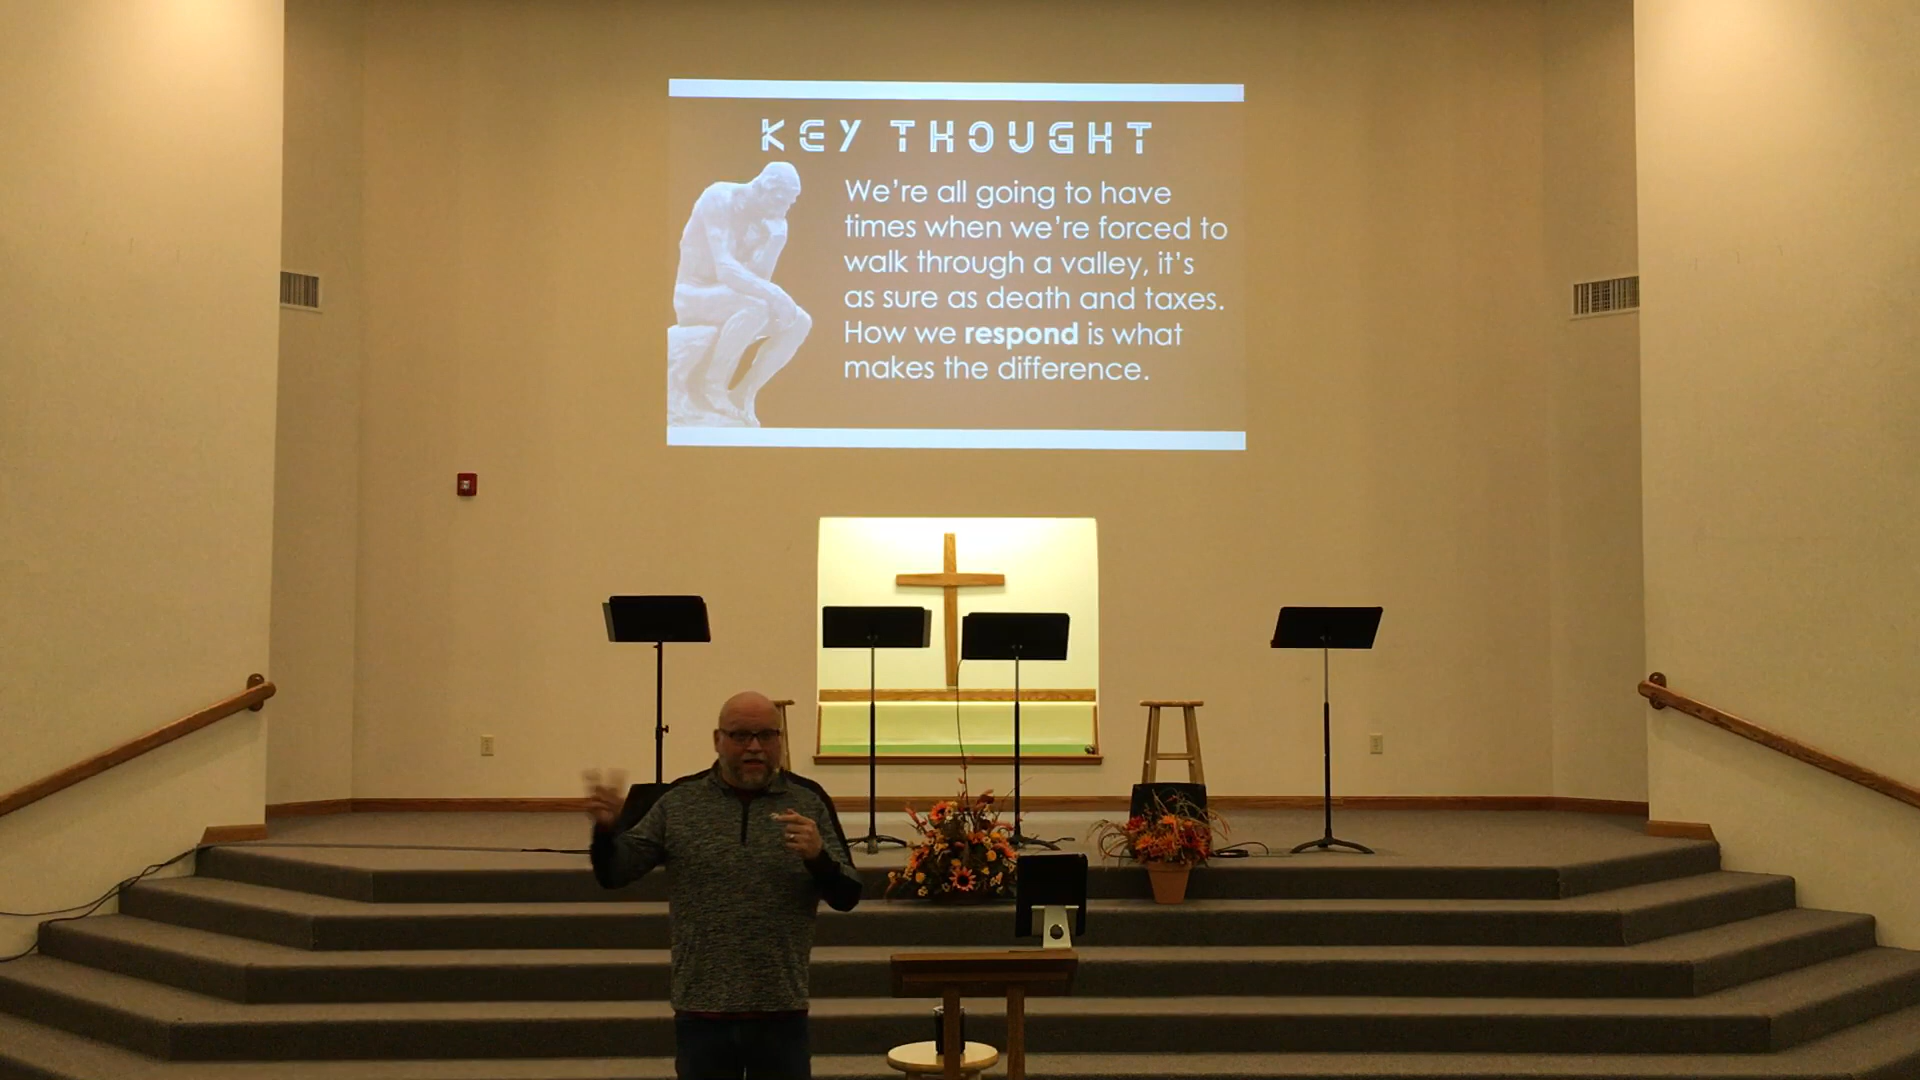 KEY THOUGHT
We're all going to have
times when we're forced to
walk through a valley, it's
as sure as death and taxes.
How we respond is what
makes the difference.